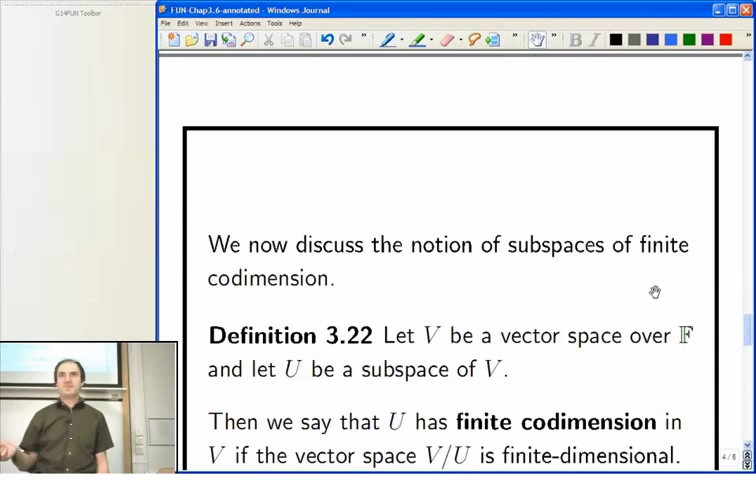 G14FUN Toolbar
FUN-Chap3.6-annotated - Windows Journal
File Edit View Insert Actions Tools Help
B I
We now discuss the notion of subspaces of finite
codimension.
Definition 3.22 Let V be a vector space over 𝔽
and let U be a subspace of V.
Then we say that U has finite codimension in
V if the vector space V/U is finite-dimensional.
4/6